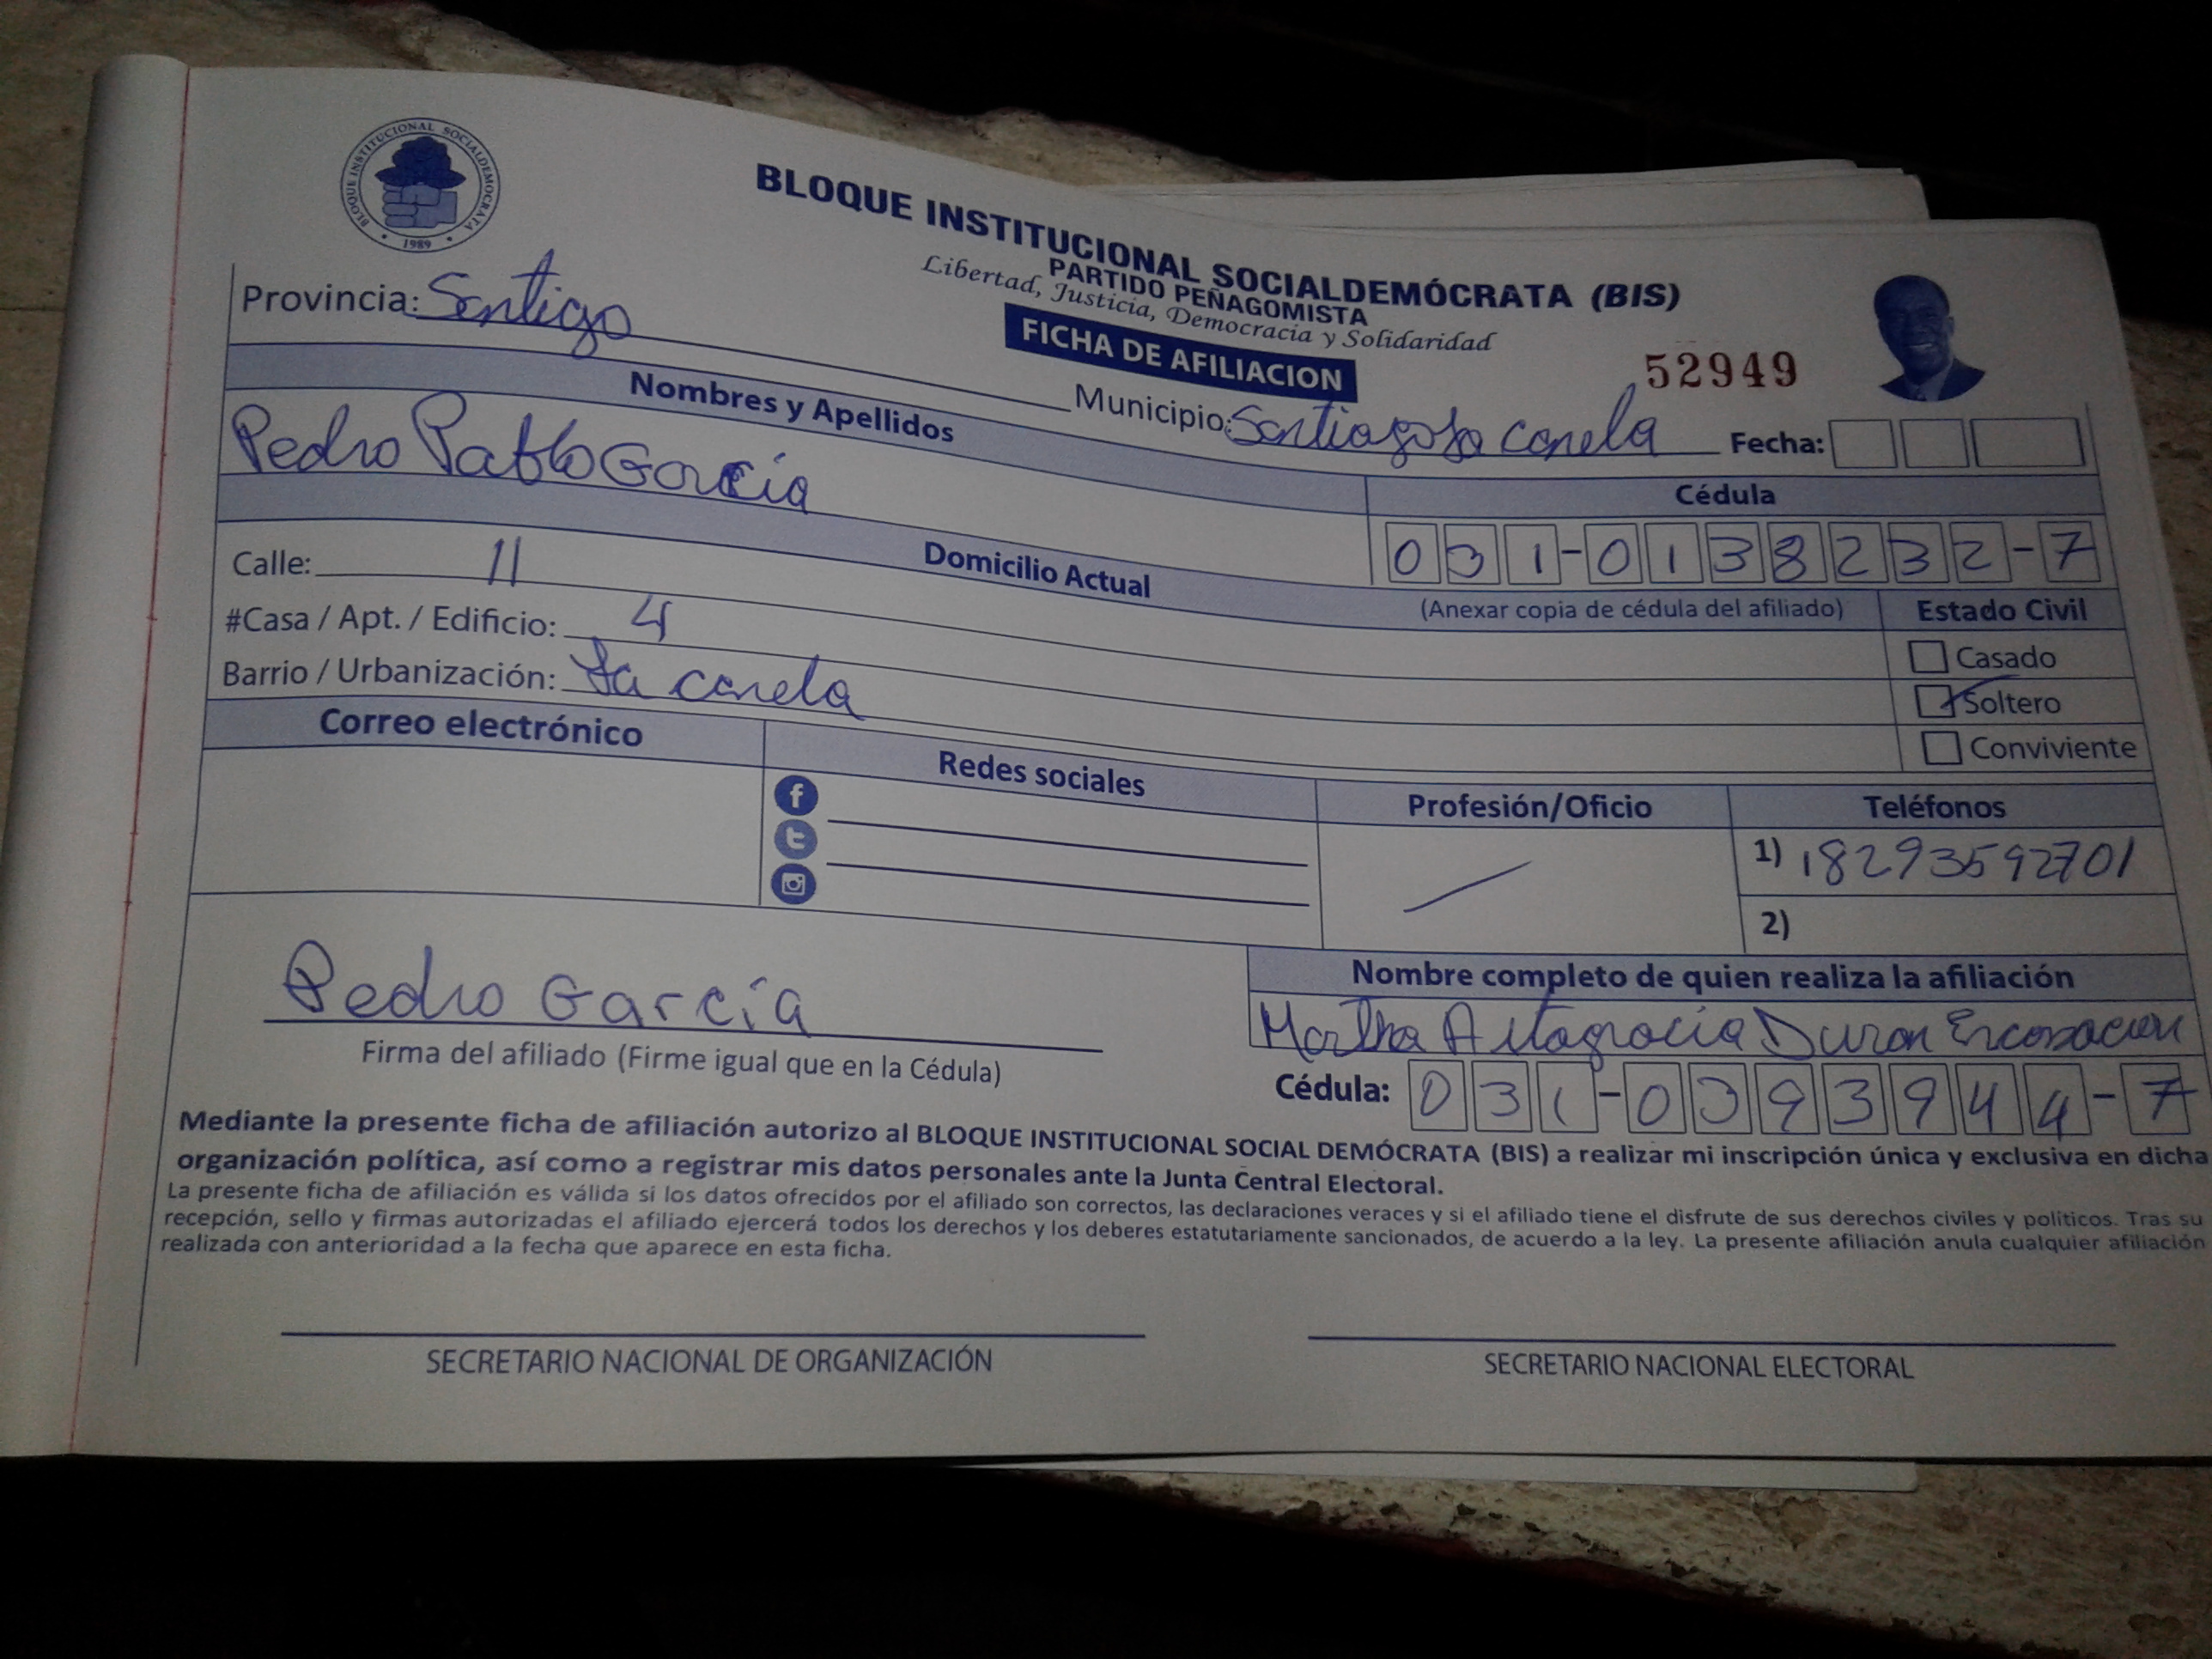 BLOQUE INSTITUCIONAL SOCIALDEMOCRATA
1989
BLOQUE INSTITUCIONAL SOCIALDEMÓCRATA (BIS)
PARTIDO PEÑAGOMISTA
Libertad, Justicia, Democracia y Solidaridad
FICHA DE AFILIACION
52949
Provincia: Sentigo
Municipio: Santiago La canela Fecha:
Nombres y Apellidos
Cédula
Pedro Pablo García
031-0138232-7
Domicilio Actual
(Anexar copia de cédula del afiliado)
Estado Civil
Calle: 11
#Casa / Apt. / Edificio: 4
Barrio / Urbanización: La canela
Casado
Soltero
Conviviente
Correo electrónico
Redes sociales
Profesión/Oficio
Teléfonos
1) 18293592701
2)
Pedro García
Firma del afiliado (Firme igual que en la Cédula)
Nombre completo de quien realiza la afiliación
Martha Altagracia Duran
Cédula: 031-0393944-7
Mediante la presente ficha de afiliación autorizo al BLOQUE INSTITUCIONAL SOCIAL DEMÓCRATA (BIS) a realizar mi inscripción única y exclusiva en dicha
organización política, así como a registrar mis datos personales ante la Junta Central Electoral.
La presente ficha de afiliación es válida si los datos ofrecidos por el afiliado son correctos, las declaraciones veraces y si el afiliado tiene el disfrute de sus derechos civiles y políticos. Tras su
recepción, sello y firmas autorizadas el afiliado ejercerá todos los derechos y los deberes estatutariamente sancionados, de acuerdo a la ley. La presente afiliación anula cualquier afiliación
realizada con anterioridad a la fecha que aparece en esta ficha.
SECRETARIO NACIONAL DE ORGANIZACIÓN
SECRETARIO NACIONAL ELECTORAL